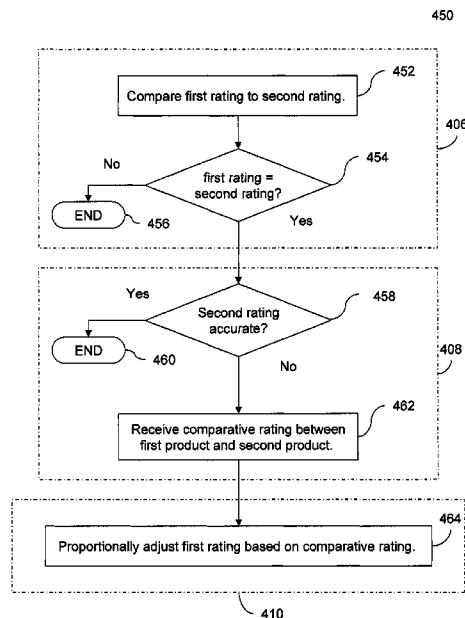 450
452
Compare first rating to second rating.
406
No
454
first rating =
second rating?
END
456
Yes
Yes
458
Second rating
accurate?
END
460
No
408
462
Receive comparative rating between
first product and second product.
464
Proportionally adjust first rating based on comparative rating.
410